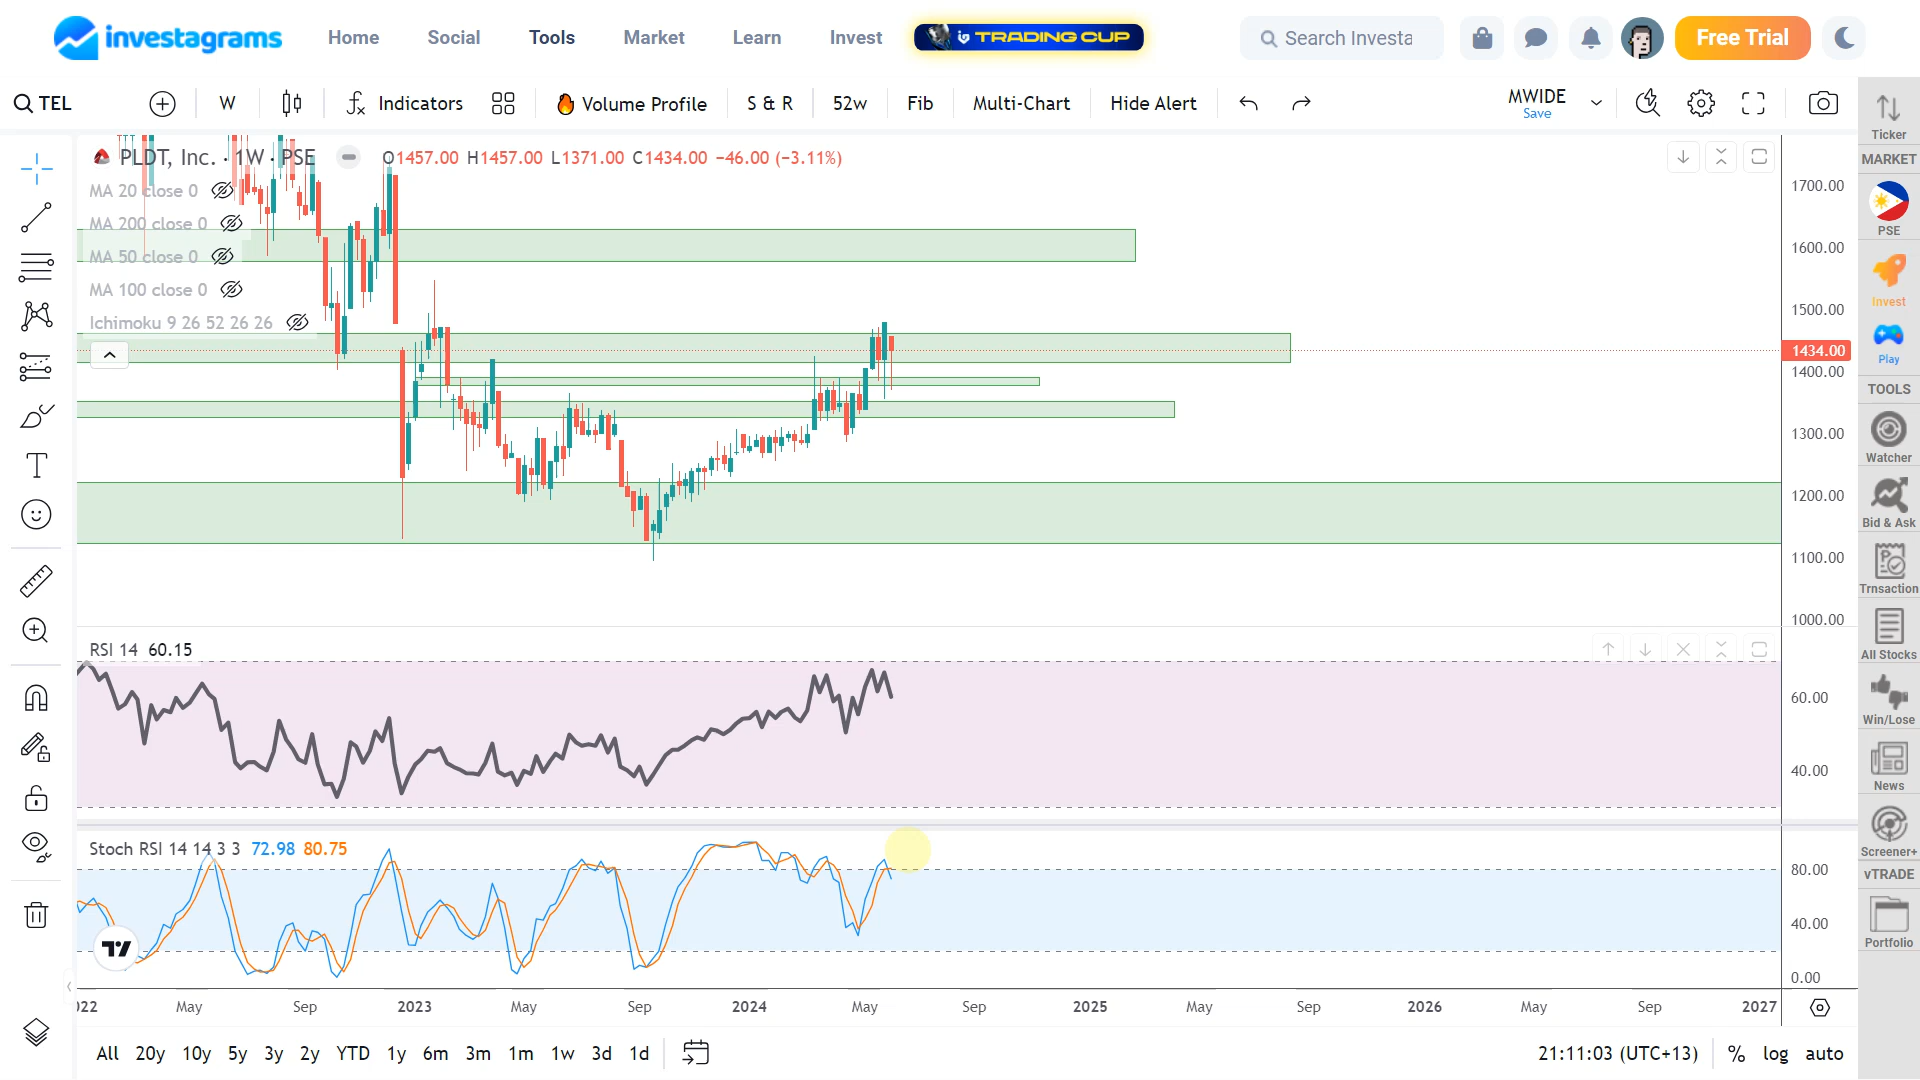 investagrams Home Social Tools Market Learn Invest TRADING CUP Search Investa Free Trial
TEL W Indicators Volume Profile S & R 52w Fib Multi-Chart Hide Alert MWIDE Save
PLDT, Inc. · 1W · PSE O1457.00 H1457.00 L1371.00 C1434.00 −46.00 (−3.11%)
MA 20 close 0
MA 200 close 0
MA 50 close 0
MA 100 close 0
Ichimoku 9 26 52 26 26
1700.00
1600.00
1500.00
1434.00
1400.00
1300.00
1200.00
1100.00
1000.00
RSI 14 60.15
60.00
40.00
Stoch RSI 14 14 3 3 72.98 80.75
80.00
40.00
0.00
022 May Sep 2023 May Sep 2024 May Sep 2025 May Sep 2026 May Sep 2027
All 20y 10y 5y 3y 2y YTD 1y 6m 3m 1m 1w 3d 1d 21:11:03 (UTC+13) % log auto
Ticker
MARKET
PSE
Invest
Play
TOOLS
Watcher
Bid & Ask
Trnsaction
All Stocks
Win/Lose
News
Screener+
vTRADE
Portfolio